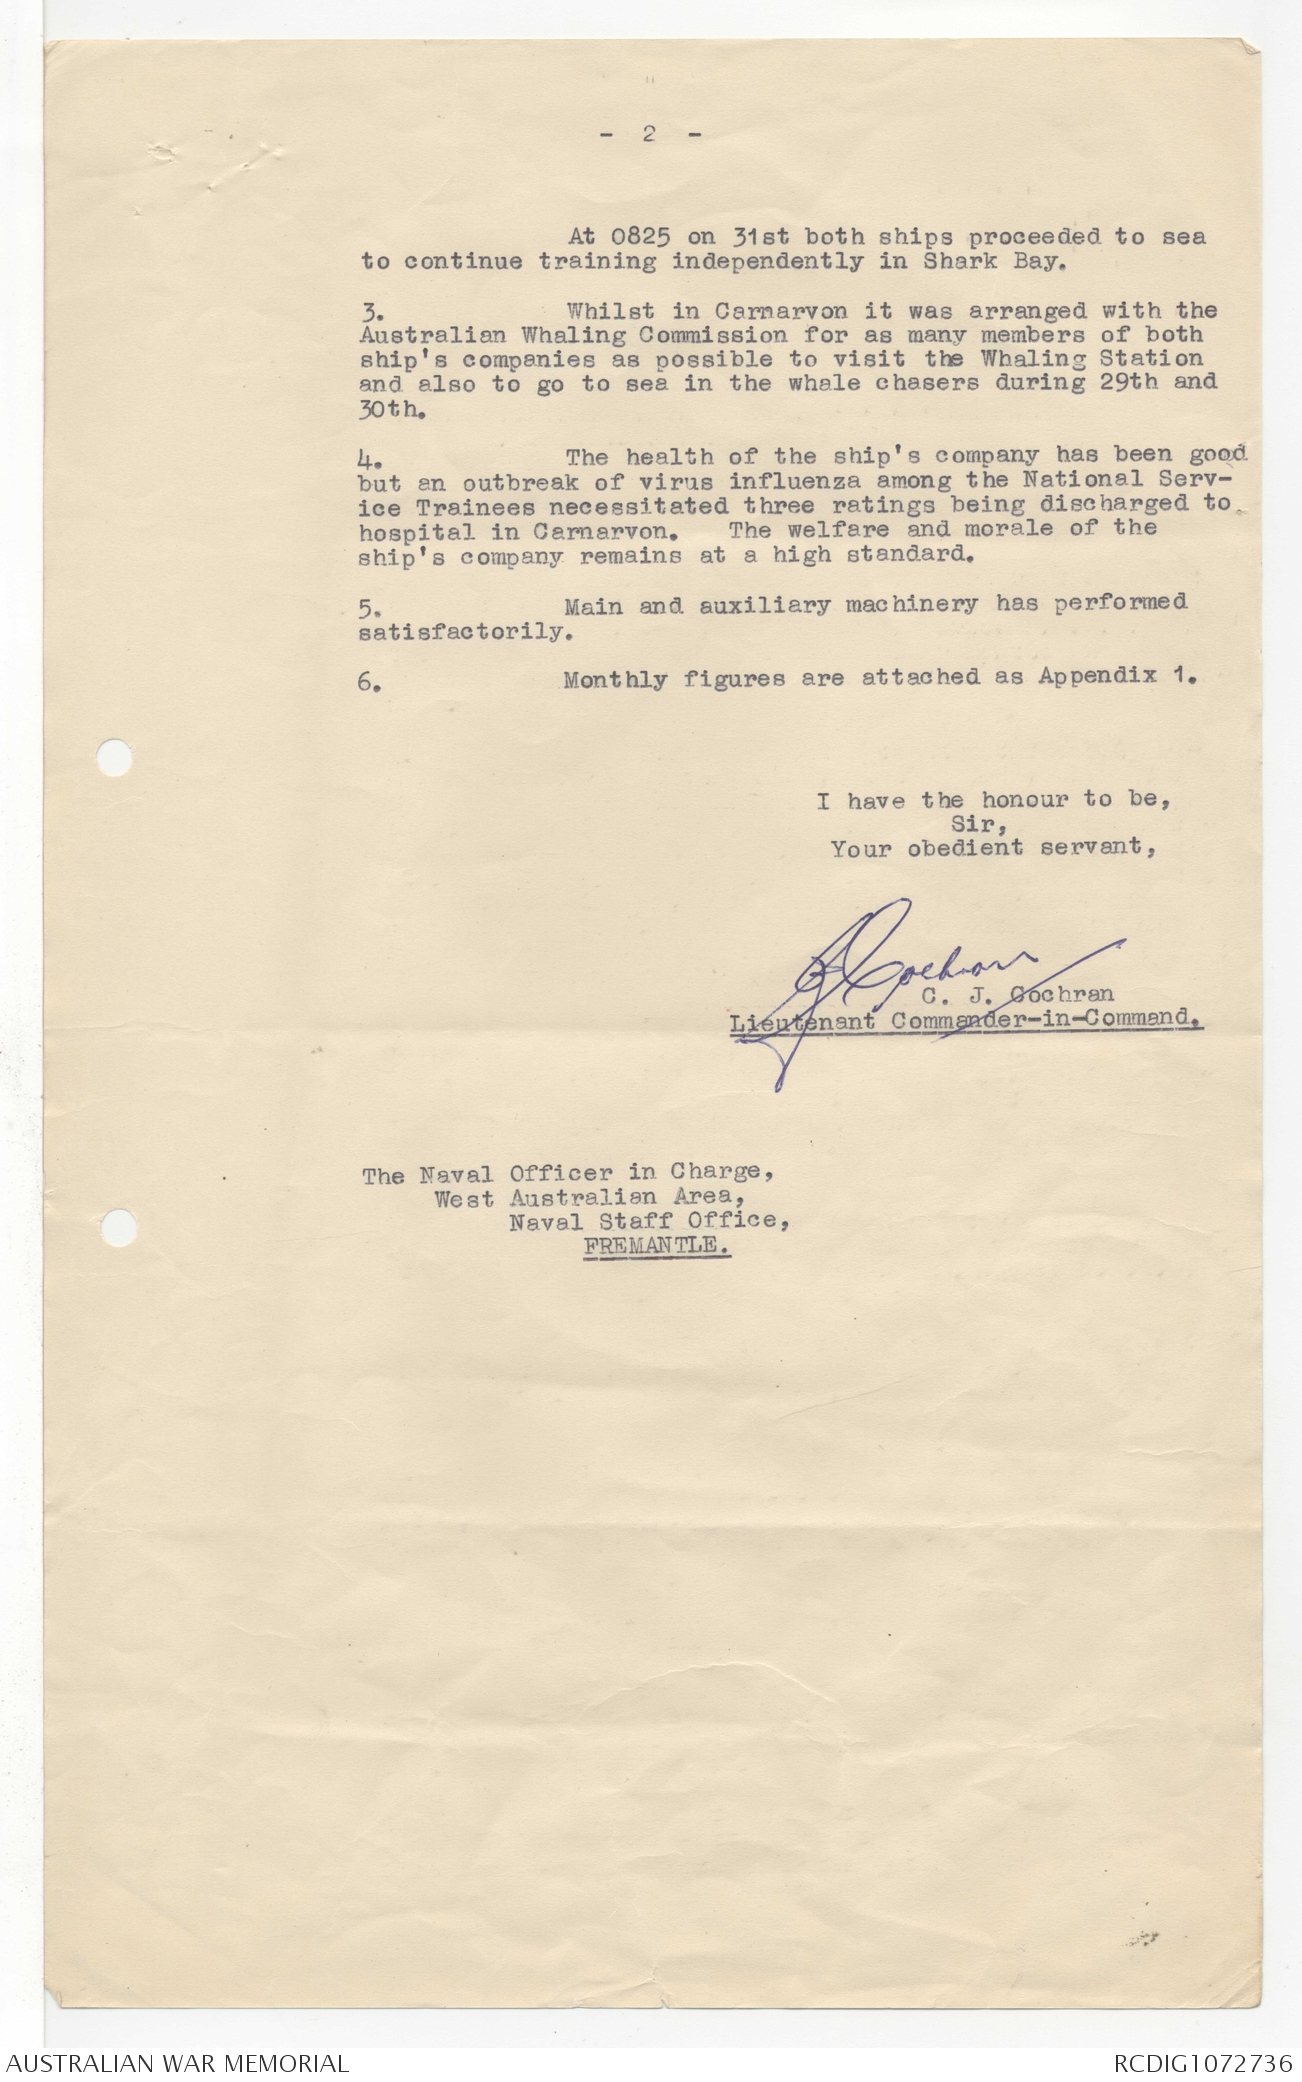 - 2 -
At 0825 on 31st both ships proceeded to sea
to continue training independently in Shark Bay.
3. Whilst in Carnarvon it was arranged with the
Australian Whaling Commission for as many members of both
ship's companies as possible to visit the Whaling Station
and also to go to sea in the whale chasers during 29th and
30th.
4. The health of the ship's company has been good
but an outbreak of virus influenza among the National Serv-
ice Trainees necessitated three ratings being discharged to
hospital in Carnarvon. The welfare and morale of the
ship's company remains at a high standard.
5. Main and auxiliary machinery has performed
satisfactorily.
6. Monthly figures are attached as Appendix 1.
I have the honour to be,
Sir,
Your obedient servant,
CJCochran
C. J. Cochran
Lieutenant Commander-in-Command.
The Naval Officer in Charge,
West Australian Area,
Naval Staff Office,
FREMANTLE.
AUSTRALIAN WAR MEMORIAL
RCDIG1072736